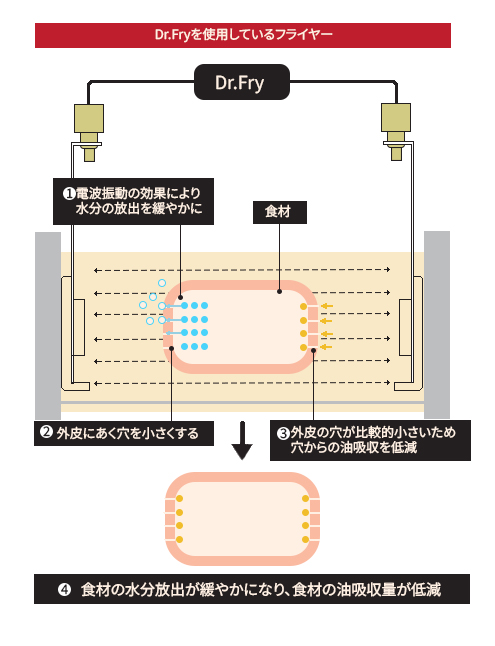 Dr.Fryを使用しているフライヤー
Dr.Fry
❶電波振動の効果により
水分の放出を緩やかに
食材
❷ 外皮にあく穴を小さくする
❸外皮の穴が比較的小さいため
穴からの油吸収を低減
❹ 食材の水分放出が緩やかになり、食材の油吸収量が低減